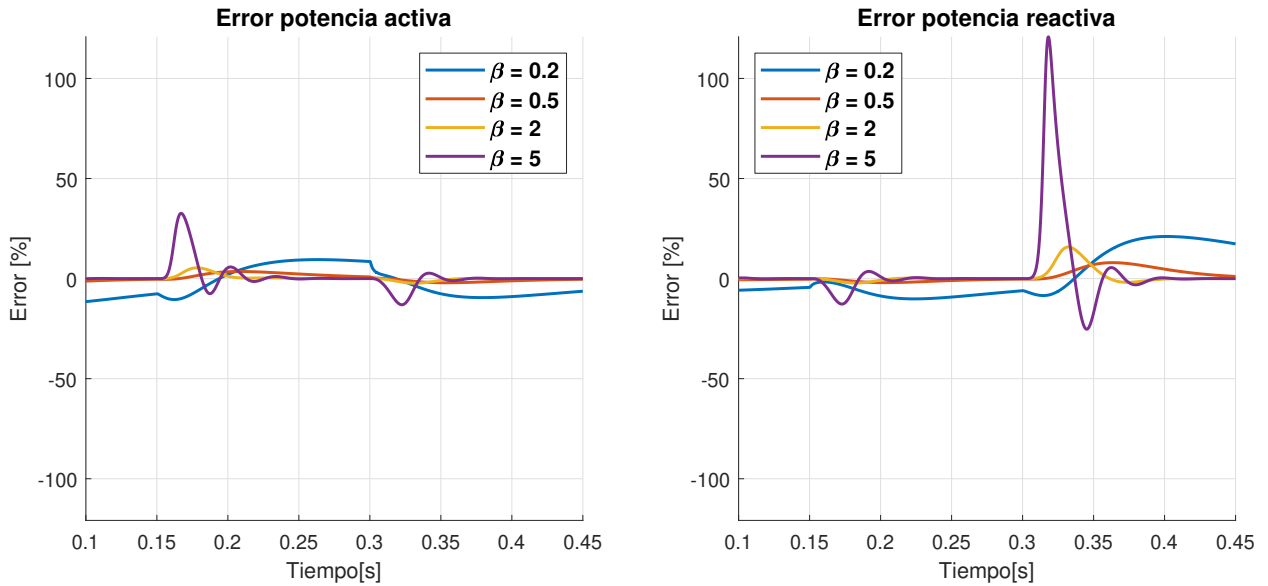 Error potencia activa
β = 0.2
β = 0.5
β = 2
β = 5
Error [%]
100
50
0
-50
-100
0.1 0.15 0.2 0.25 0.3 0.35 0.4 0.45
Tiempo[s]
Error potencia reactiva
β = 0.2
β = 0.5
β = 2
β = 5
Error [%]
100
50
0
-50
-100
0.1 0.15 0.2 0.25 0.3 0.35 0.4 0.45
Tiempo[s]